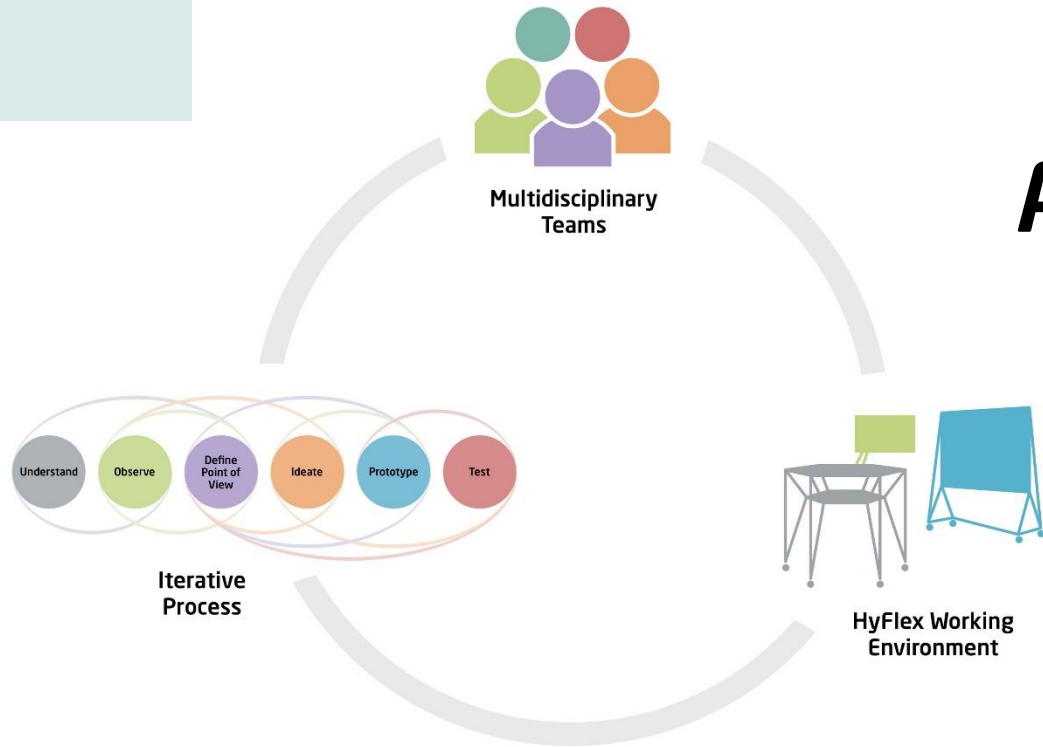 Multidisciplinary
Teams
A
Understand
Observe
Define
Point of
View
Ideate
Prototype
Test
Iterative
Process
HyFlex Working
Environment